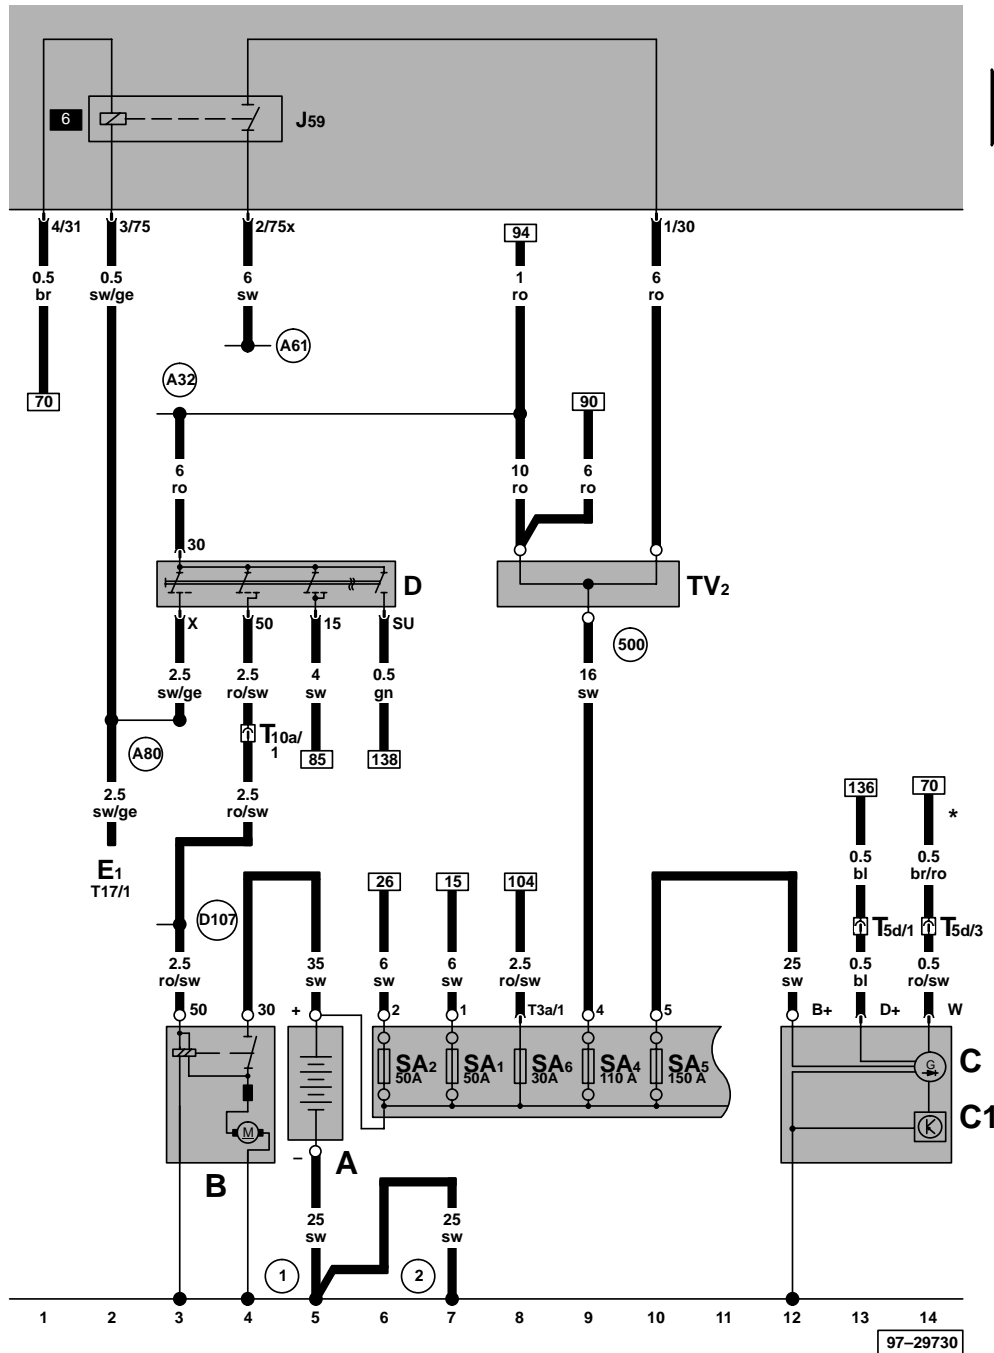 6
J59
4/31 3/75 2/75x 1/30
94
0.5 0.5 6 1 6
br sw/ge sw ro ro
A61
A32
70
90
6 10 6
ro ro ro
30
D
TV2
X 50 15 SU
500
2.5 2.5 4 0.5 16
sw/ge ro/sw sw gn sw
T10a/
1
A80
85 138
2.5 2.5
sw/ge ro/sw
136 70
*
E1
T17/1
0.5 0.5
bl br/ro
26 15 104
D107
T5d/1 T5d/3
2.5 35 6 6 2.5 25 0.5 0.5
ro/sw sw sw sw ro/sw sw bl ro/sw
50 30 + 2 1 T3a/1 4 5 B+ D+ W
SA2 SA1 SA6 SA4 SA5
50A 50A 30A 110 A 150 A
G
C
C1
M
–
B
A
25 25
sw sw
1 2
1 2 3 4 5 6 7 8 9 10 11 12 13 14
97–29730